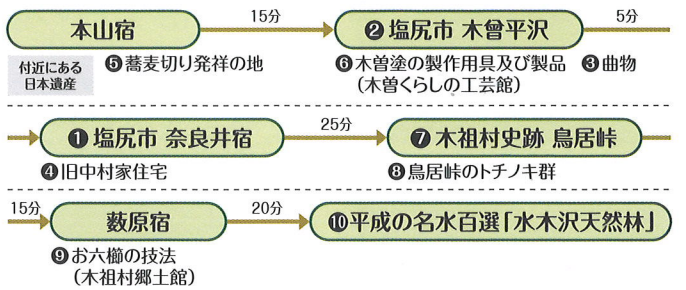 本山宿
15分
❷塩尻市 木曾平沢
5分
付近にある
日本遺産
❺蕎麦切り発祥の地
❻木曽塗の製作用具及び製品
（木曽くらしの工芸館）
❸曲物
❶塩尻市 奈良井宿
25分
❼木祖村史跡 鳥居峠
❹旧中村家住宅
❽鳥居峠のトチノキ群
15分
藪原宿
20分
❿平成の名水百選「水木沢天然林」
❾お六櫛の技法
（木祖村郷土館）